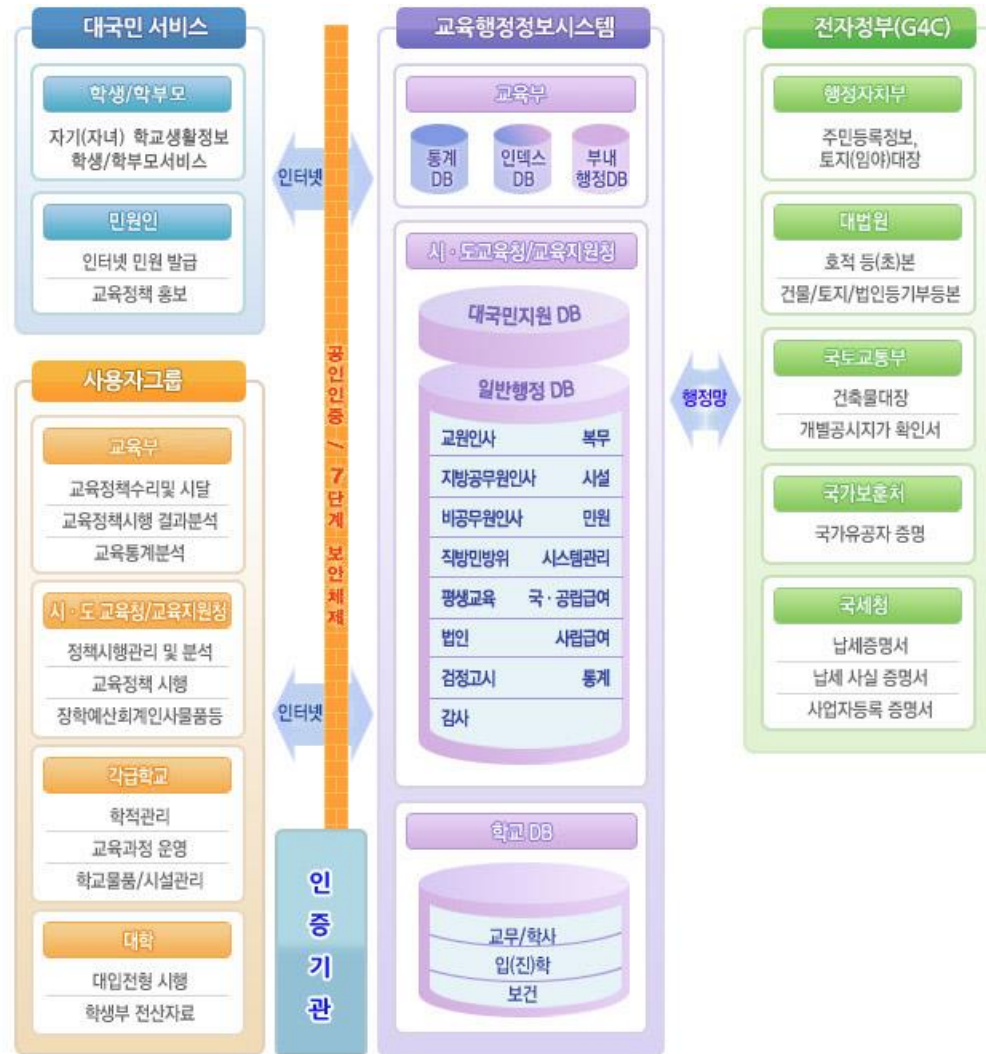 대국민 서비스
학생/학부모
자기(자녀) 학교생활정보
학생/학부모서비스
민원인
인터넷 민원 발급
교육정책 홍보
사용자그룹
교육부
교육정책수리및 시달
교육정책시행 결과분석
교육통계분석
시·도 교육청/교육지원청
정책시행관리 및 분석
교육정책 시행
장학예산회계인사물품등
각급학교
학적관리
교육과정 운영
학교물품/시설관리
대학
대입전형 시행
학생부 전산자료
인터넷
인터넷
공인인증 / 7단계 보안체제
인증기관
교육행정정보시스템
교육부
통계
DB
인덱스
DB
부내
행정DB
시·도교육청/교육지원청
대국민지원 DB
일반행정 DB
교원인사 복무
지방공무원인사 시설
비공무원인사 민원
직방민방위 시스템관리
평생교육 국·공립급여
법인 사립급여
검정고시 통계
감사
학교 DB
교무/학사
입(진)학
보건
행정망
전자정부(G4C)
행정자치부
주민등록정보,
토지(임야)대장
대법원
호적 등(초)본
건물/토지/법인등기부등본
국토교통부
건축물대장
개별공시지가 확인서
국가보훈처
국가유공자 증명
국세청
납세증명서
납세 사실 증명서
사업자등록 증명서